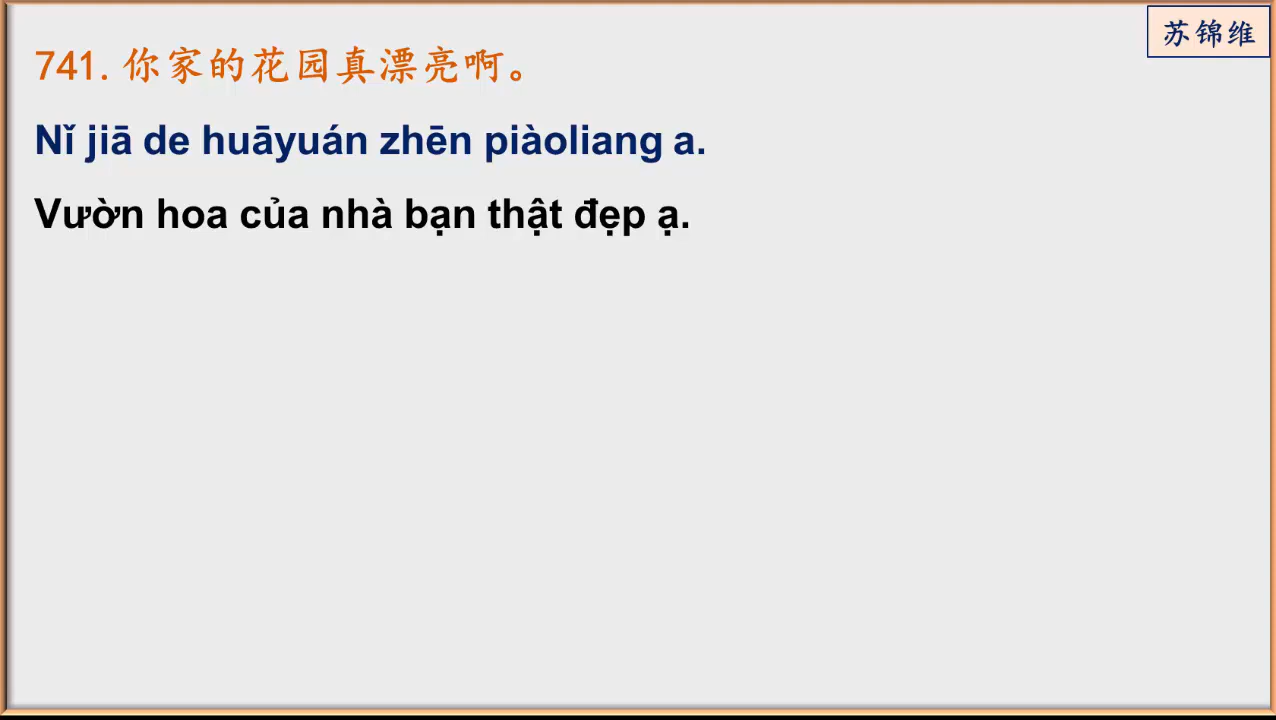 苏锦维
741. 你家的花园真漂亮啊。
Nǐ jiā de huāyuán zhēn piàoliang a.
Vườn hoa của nhà bạn thật đẹp ạ.